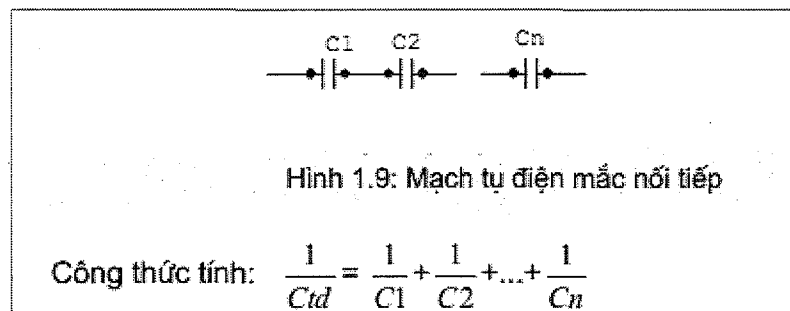 C1 C2 Cn
Hình 1.9: Mạch tụ điện mắc nối tiếp
Công thức tính: 1/Ctd = 1/C1 + 1/C2 +...+ 1/Cn